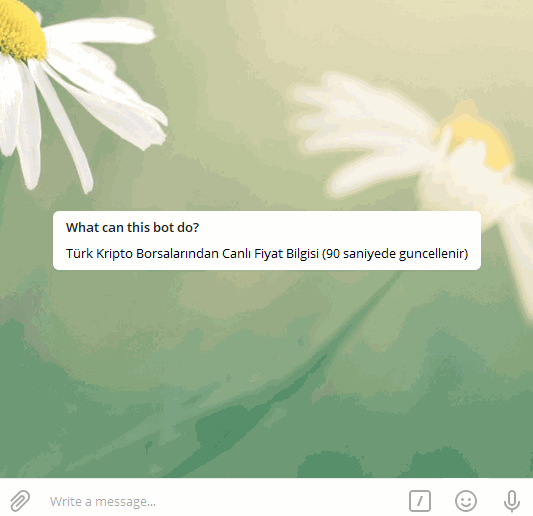 What can this bot do?
Türk Kripto Borsalarından Canlı Fiyat Bilgisi (90 saniyede guncellenir)
Write a message...